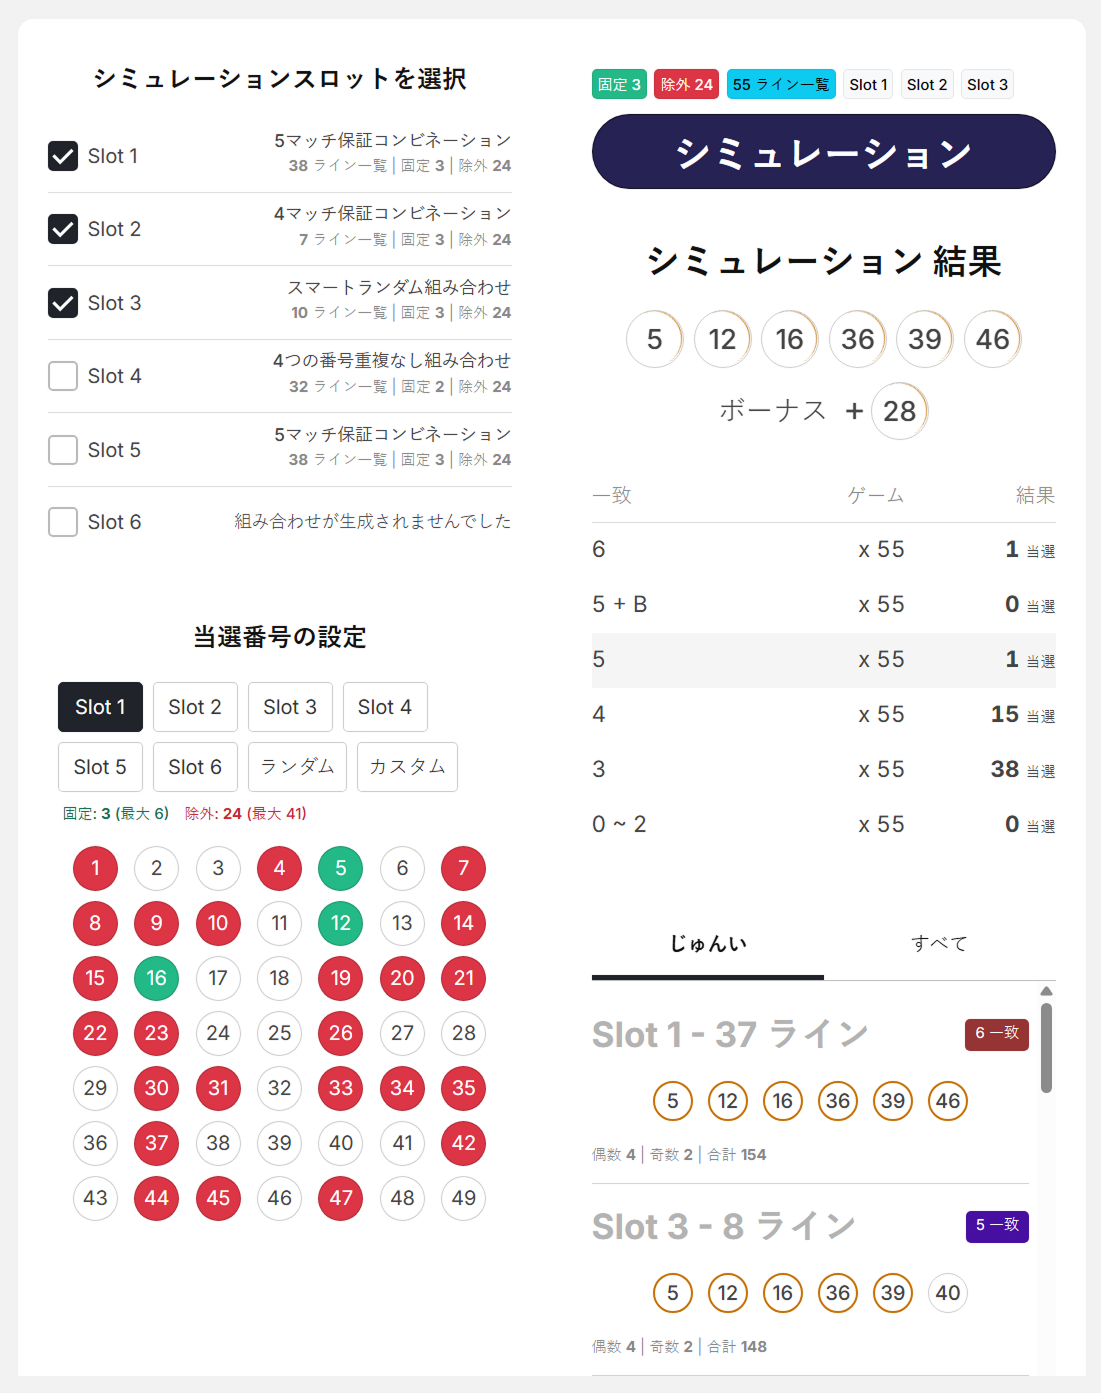 シミュレーションスロットを選択
Slot 1
5マッチ保証コンビネーション
38 ライン一覧 | 固定 3 | 除外 24
Slot 2
4マッチ保証コンビネーション
7 ライン一覧 | 固定 3 | 除外 24
Slot 3
スマートランダム組み合わせ
10 ライン一覧 | 固定 3 | 除外 24
Slot 4
4つの番号重複なし組み合わせ
32 ライン一覧 | 固定 2 | 除外 24
Slot 5
5マッチ保証コンビネーション
38 ライン一覧 | 固定 3 | 除外 24
Slot 6
組み合わせが生成されませんでした
当選番号の設定
Slot 1 Slot 2 Slot 3 Slot 4
Slot 5 Slot 6 ランダム カスタム
固定: 3 (最大 6) 除外: 24 (最大 41)
1 2 3 4 5 6 7
8 9 10 11 12 13 14
15 16 17 18 19 20 21
22 23 24 25 26 27 28
29 30 31 32 33 34 35
36 37 38 39 40 41 42
43 44 45 46 47 48 49
固定 3 除外 24 55 ライン一覧 Slot 1 Slot 2 Slot 3
シミュレーション
シミュレーション 結果
5 12 16 36 39 46
ボーナス + 28
一致 ゲーム 結果
6 x 55 1 当選
5 + B x 55 0 当選
5 x 55 1 当選
4 x 55 15 当選
3 x 55 38 当選
0 ~ 2 x 55 0 当選
じゅんい すべて
Slot 1 - 37 ライン 6 一致
5 12 16 36 39 46
偶数 4 | 奇数 2 | 合計 154
Slot 3 - 8 ライン 5 一致
5 12 16 36 39 40
偶数 4 | 奇数 2 | 合計 148